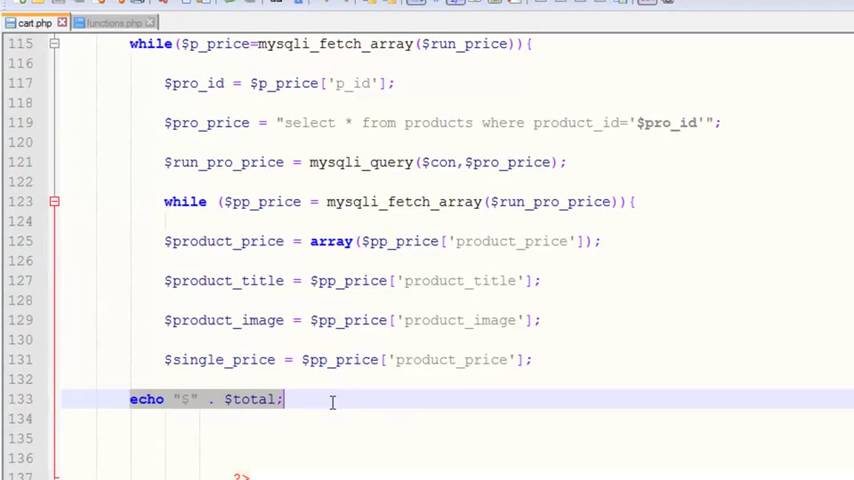 cart.php functions.php
115 while($p_price=mysqli_fetch_array($run_price)){
116
117 $pro_id = $p_price['p_id'];
118
119 $pro_price = "select * from products where product_id='$pro_id'";
120
121 $run_pro_price = mysqli_query($con,$pro_price);
122
123 while ($pp_price = mysqli_fetch_array($run_pro_price)){
124
125 $product_price = array($pp_price['product_price']);
126
127 $product_title = $pp_price['product_title'];
128
129 $product_image = $pp_price['product_image'];
130
131 $single_price = $pp_price['product_price'];
132
133 echo "$" . $total;
134
135
136
137 ?>